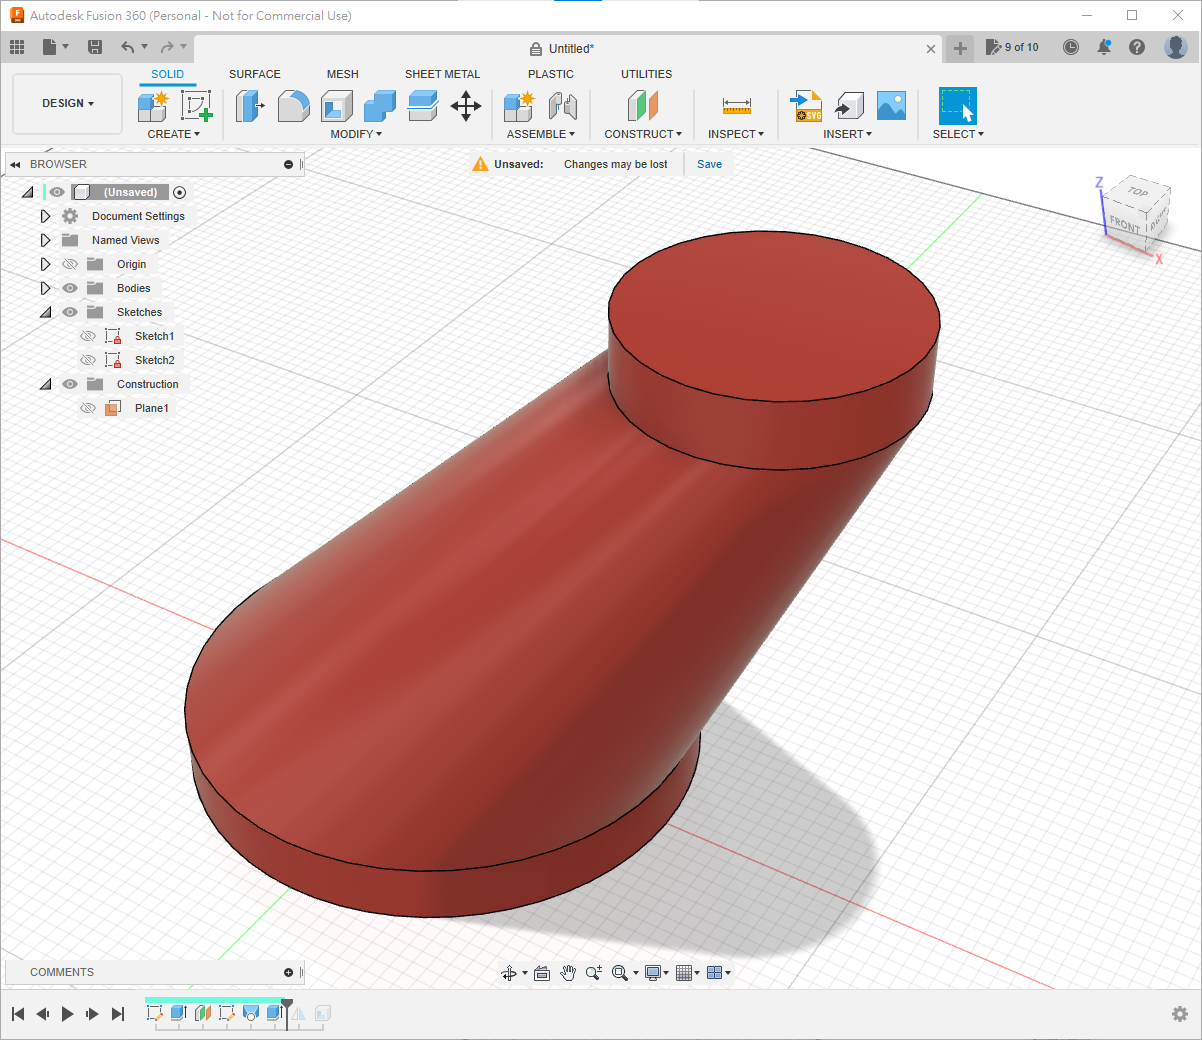 Autodesk Fusion 360 (Personal - Not for Commercial Use)
Untitled*
9 of 10
SOLID SURFACE MESH SHEET METAL PLASTIC UTILITIES
DESIGN
CREATE MODIFY ASSEMBLE CONSTRUCT INSPECT INSERT SELECT
SVG
BROWSER
Unsaved: Changes may be lost Save
(Unsaved)
Document Settings
Named Views
Origin
Bodies
Sketches
Sketch1
Sketch2
Construction
Plane1
Z
TOP
FRONT RIGHT
X
COMMENTS